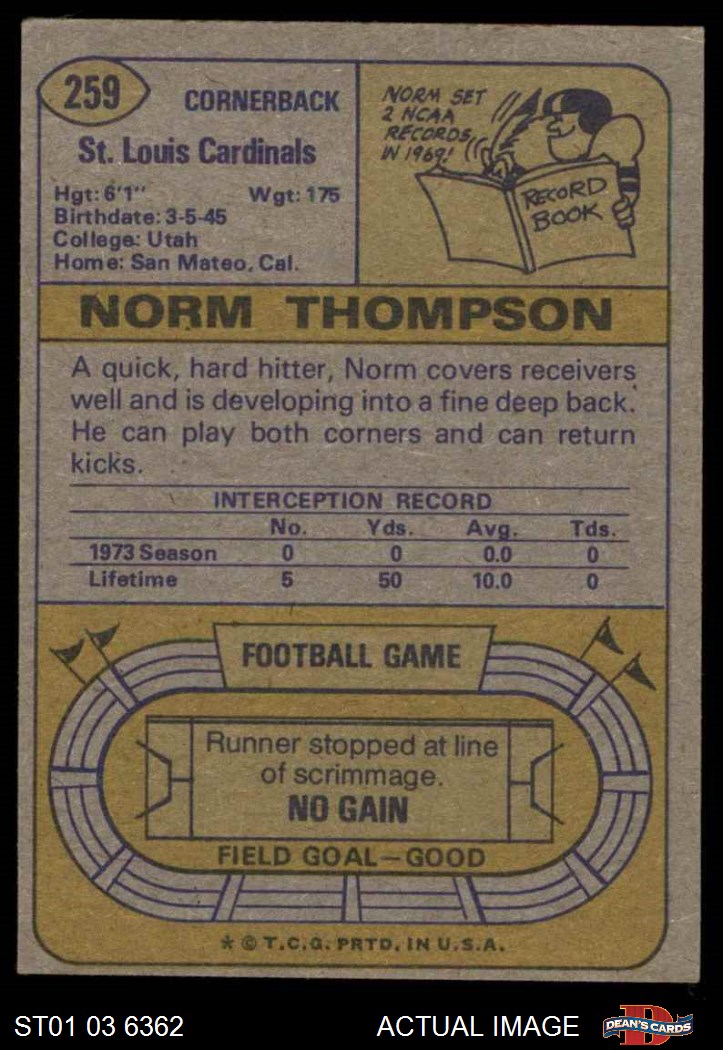 259
CORNERBACK
St. Louis Cardinals
Hgt: 6'1" Wgt: 175
Birthdate: 3-5-45
College: Utah
Home: San Mateo, Cal.
NORM SET
2 NCAA
RECORDS
IN 1969!
RECORD
BOOK
NORM THOMPSON
A quick, hard hitter, Norm covers receivers
well and is developing into a fine deep back.
He can play both corners and can return
kicks.
INTERCEPTION RECORD
No. Yds. Avg. Tds.
1973 Season 0 0 0.0 0
Lifetime 5 50 10.0 0
FOOTBALL GAME
Runner stopped at line
of scrimmage.
NO GAIN
FIELD GOAL—GOOD
* © T.C.G. PRTD. IN U.S.A.
ST01 03 6362 ACTUAL IMAGE
D
DEAN'S CARDS